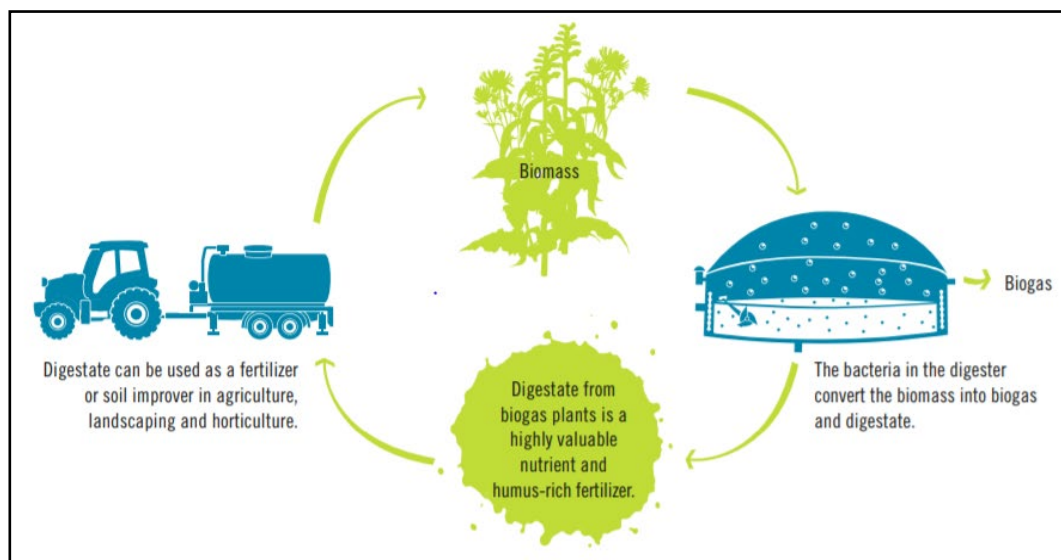 Biomass
Biogas
The bacteria in the digester
convert the biomass into biogas
and digestate.
Digestate from
biogas plants is a
highly valuable
nutrient and
humus-rich fertilizer.
Digestate can be used as a fertilizer
or soil improver in agriculture,
landscaping and horticulture.